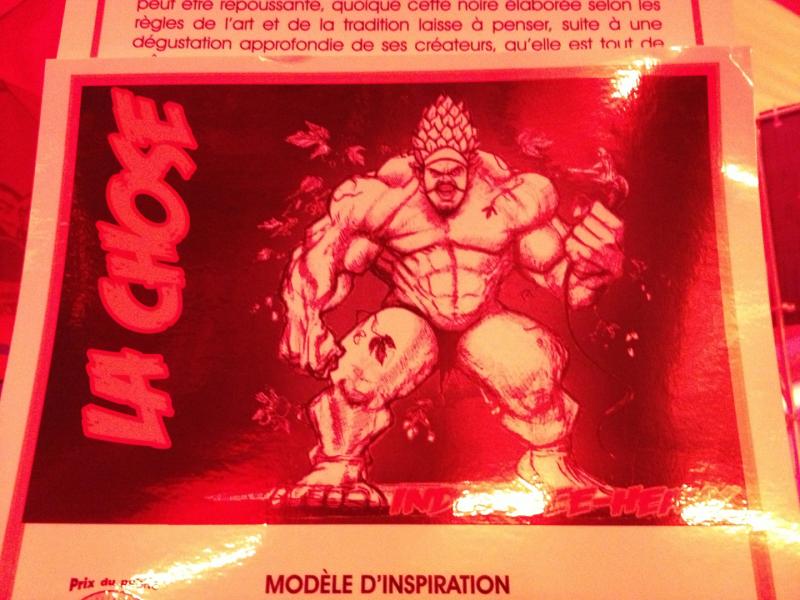 peut être repoussante, quoique cette noire élaborée selon les
règles de l'art et de la tradition laisse à penser, suite à une
dégustation approfondie de ses créateurs, qu'elle est tout de
LA CHOSE
Prix du public
MODÈLE D'INSPIRATION